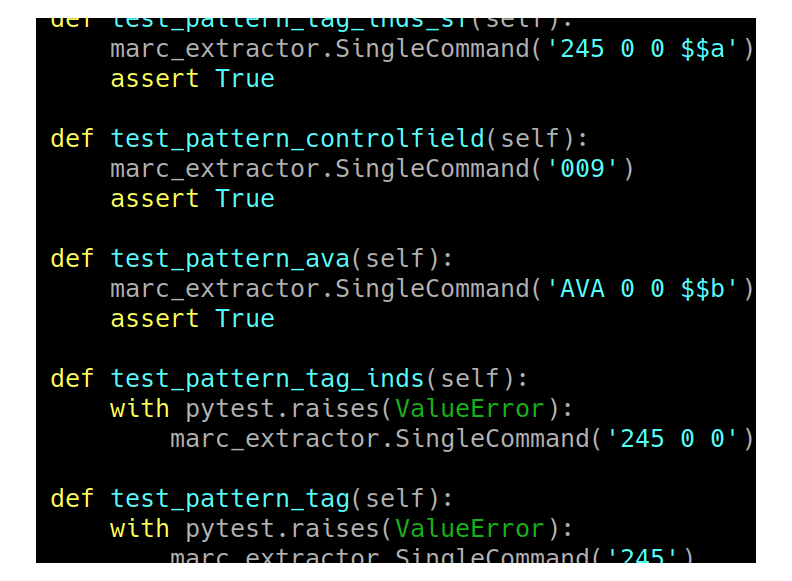 def test_pattern_tag_inds_sf(self):
marc_extractor.SingleCommand('245 0 0 $$a')
assert True
def test_pattern_controlfield(self):
marc_extractor.SingleCommand('009')
assert True
def test_pattern_ava(self):
marc_extractor.SingleCommand('AVA 0 0 $$b')
assert True
def test_pattern_tag_inds(self):
with pytest.raises(ValueError):
marc_extractor.SingleCommand('245 0 0')
def test_pattern_tag(self):
with pytest.raises(ValueError):
marc_extractor.SingleCommand('245')